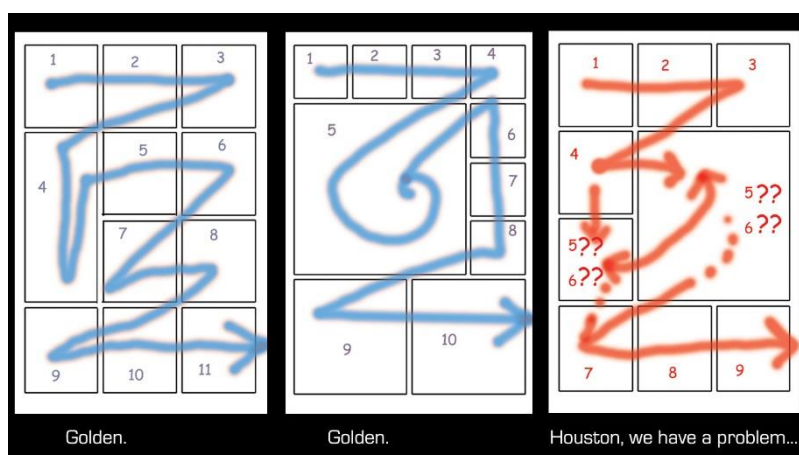 1 2 3
4 5 6
7 8
9 10 11
Golden.
1 2 3 4
5 6
7
8
9 10
Golden.
1 2 3
4
5??
6??
5??
6??
7 8 9
Houston, we have a problem...